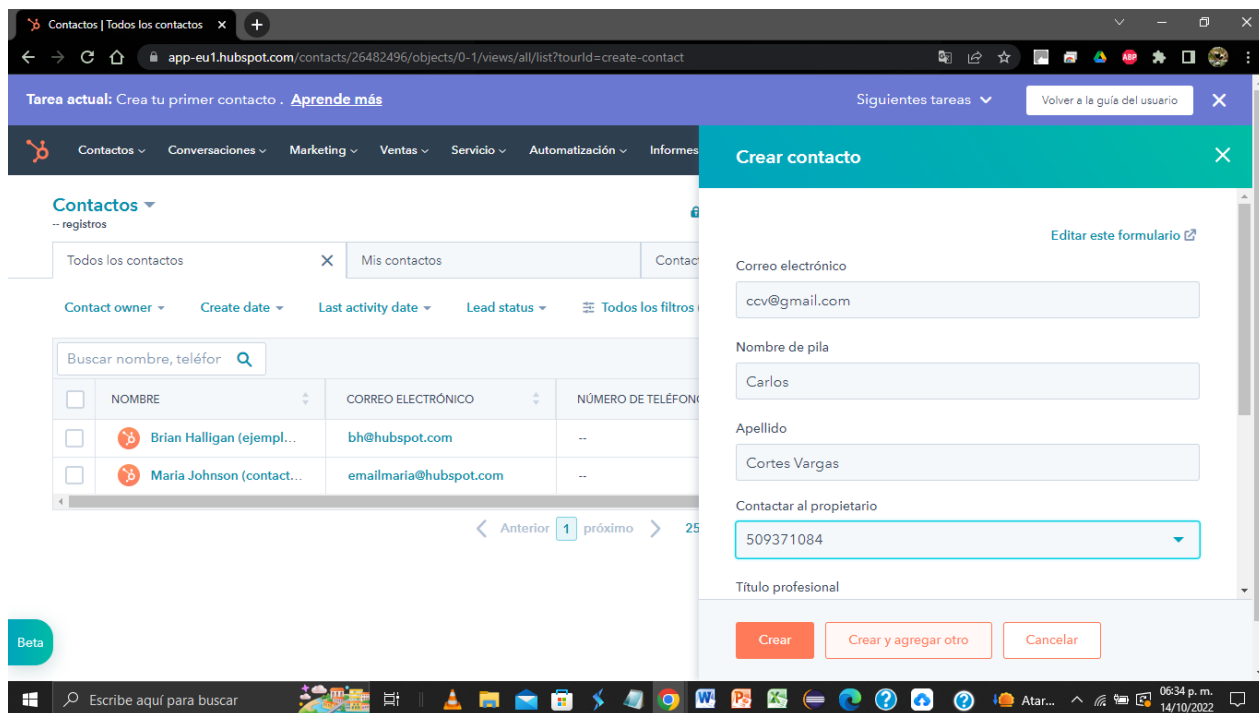 Contactos | Todos los contactos
app-eu1.hubspot.com/contacts/26482496/objects/0-1/views/all/list?tourId=create-contact
ABP
Tarea actual: Crea tu primer contacto . Aprende más
Siguientes tareas
Volver a la guía del usuario
Contactos
Conversaciones
Marketing
Ventas
Servicio
Automatización
Informes
Contactos
-- registros
Todos los contactos
Mis contactos
Contac
Contact owner
Create date
Last activity date
Lead status
Todos los filtros (
Buscar nombre, teléfor
NOMBRE
CORREO ELECTRÓNICO
NÚMERO DE TELÉFON
Brian Halligan (ejempl...
bh@hubspot.com
--
Maria Johnson (contact...
emailmaria@hubspot.com
--
Anterior 1 próximo
25
Beta
Crear contacto
Editar este formulario
Correo electrónico
ccv@gmail.com
Nombre de pila
Carlos
Apellido
Cortes Vargas
Contactar al propietario
509371084
Título profesional
Crear
Crear y agregar otro
Cancelar
Escribe aquí para buscar
Atar...
06:34 p. m.
14/10/2022